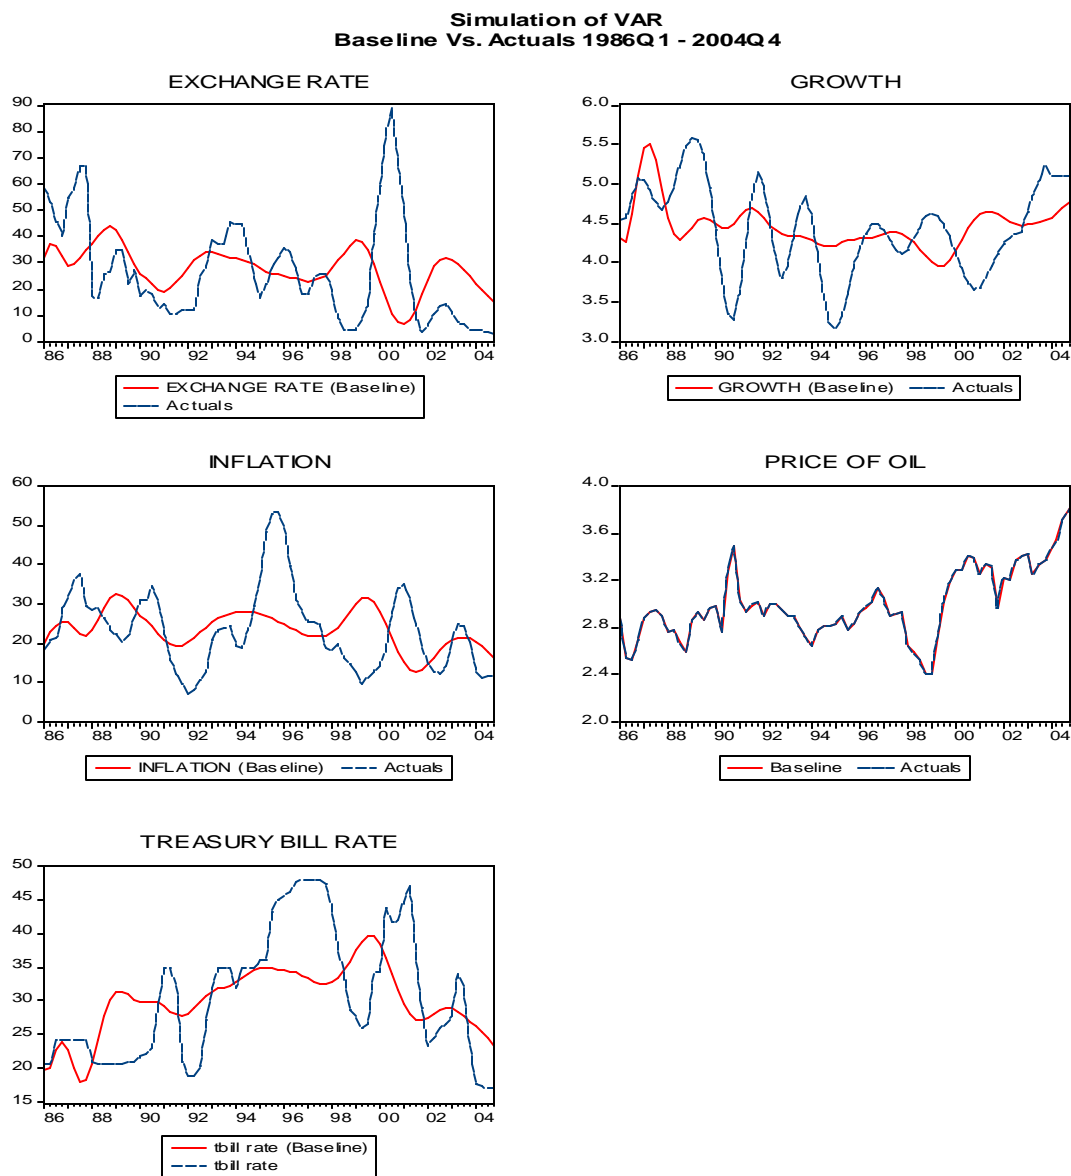 Simulation of VAR
Baseline Vs. Actuals 1986Q1 - 2004Q4
EXCHANGE RATE
90
80
70
60
50
40
30
20
10
0
86 88 90 92 94 96 98 00 02 04
EXCHANGE RATE (Baseline)
Actuals
GROWTH
6.0
5.5
5.0
4.5
4.0
3.5
3.0
86 88 90 92 94 96 98 00 02 04
GROWTH (Baseline) Actuals
INFLATION
60
50
40
30
20
10
0
86 88 90 92 94 96 98 00 02 04
INFLATION (Baseline) Actuals
PRICE OF OIL
4.0
3.6
3.2
2.8
2.4
2.0
86 88 90 92 94 96 98 00 02 04
Baseline Actuals
TREASURY BILL RATE
50
45
40
35
30
25
20
15
86 88 90 92 94 96 98 00 02 04
tbill rate (Baseline)
tbill rate